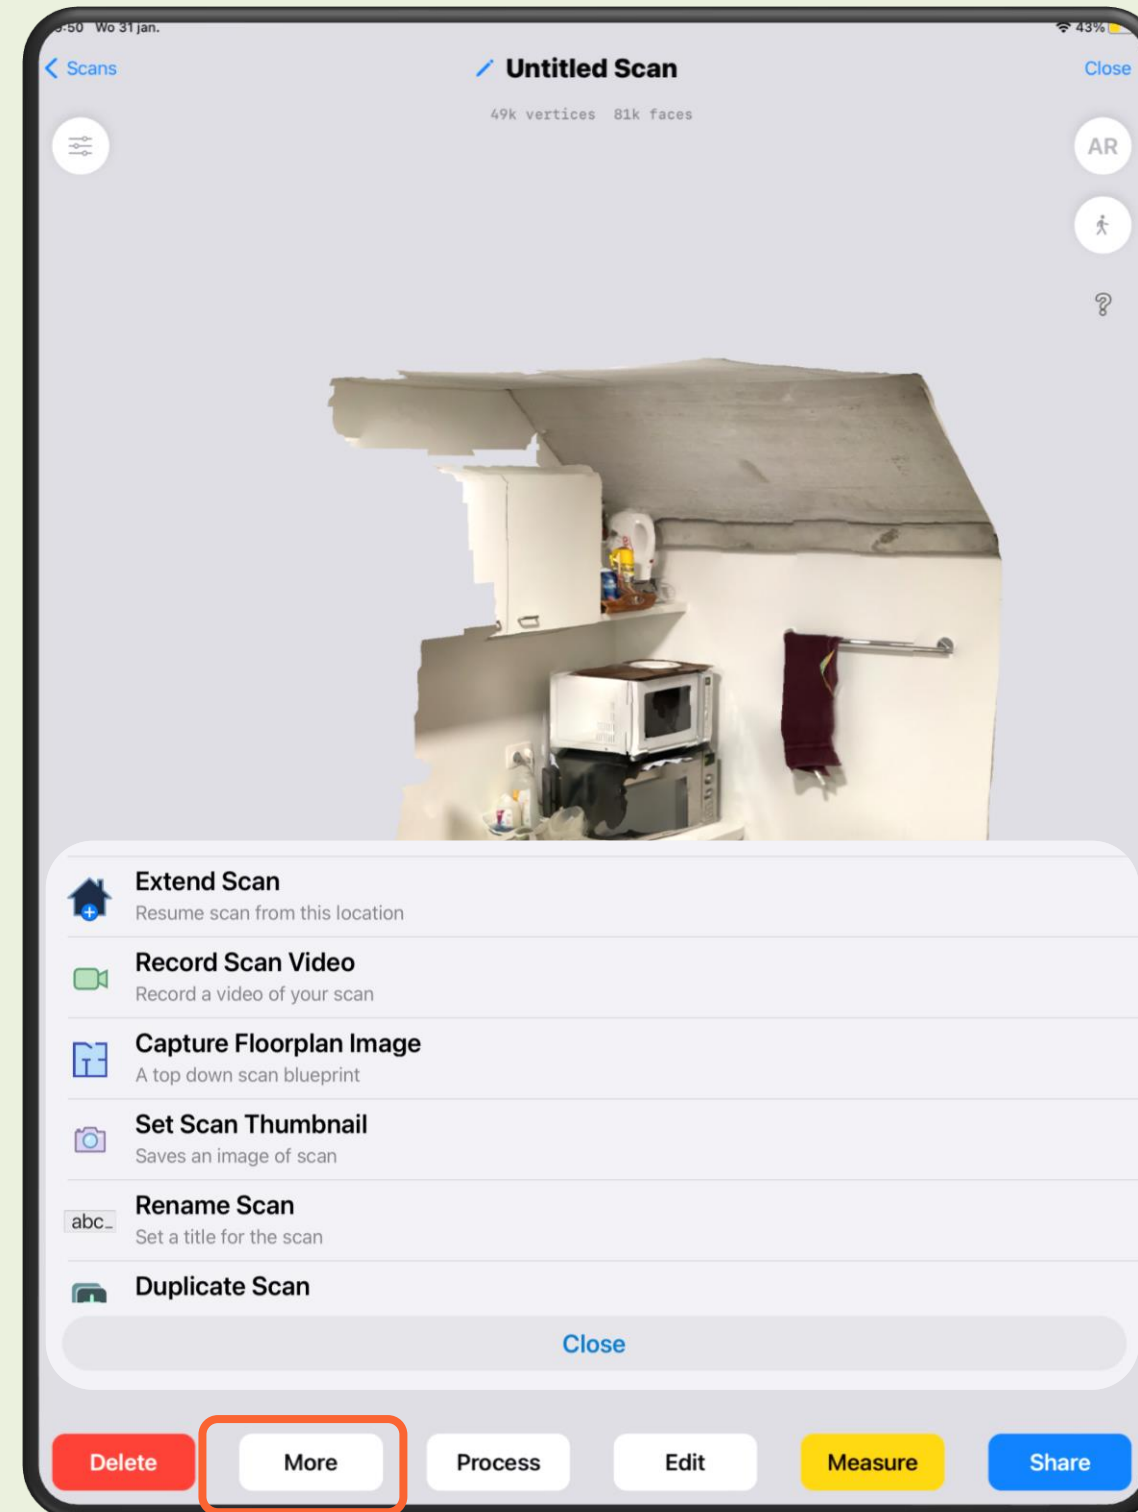 Wo 31 jan.
43%
Scans
Untitled Scan
Close
49k vertices 81k faces
AR
Extend Scan
Resume scan from this location
Record Scan Video
Record a video of your scan
Capture Floorplan Image
A top down scan blueprint
Set Scan Thumbnail
Saves an image of scan
abc_
Rename Scan
Set a title for the scan
Duplicate Scan
Close
Delete
More
Process
Edit
Measure
Share